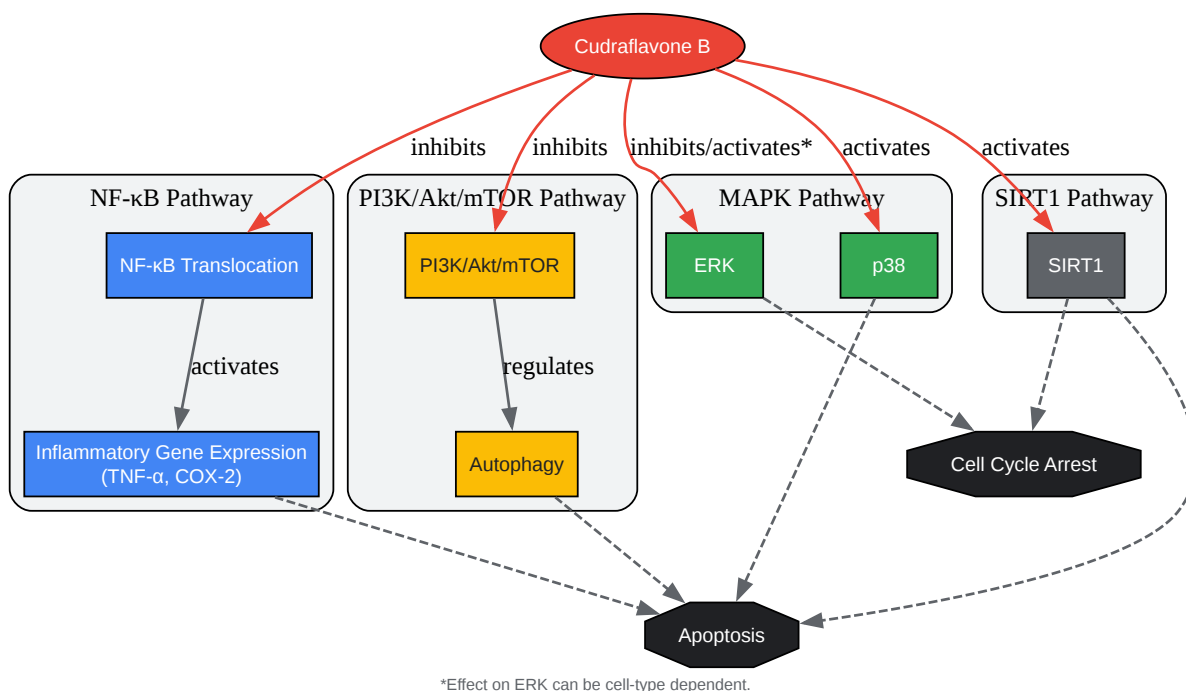 Cudraflavone B
inhibits
inhibits
inhibits/activates*
activates
activates
NF-κB Pathway
PI3K/Akt/mTOR Pathway
MAPK Pathway
SIRT1 Pathway
NF-κB Translocation
PI3K/Akt/mTOR
ERK
p38
SIRT1
activates
regulates
Inflammatory Gene Expression
(TNF-α, COX-2)
Autophagy
Cell Cycle Arrest
Apoptosis
*Effect on ERK can be cell-type dependent.